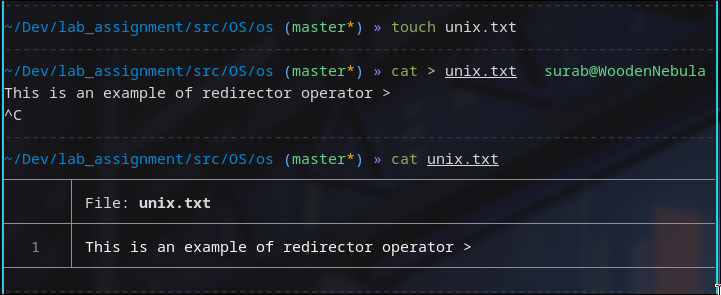 ~/Dev/lab_assignment/src/OS/os (master*) » touch unix.txt
~/Dev/lab_assignment/src/OS/os (master*) » cat > unix.txt surab@WoodenNebula
This is an example of redirector operator >
^C
~/Dev/lab_assignment/src/OS/os (master*) » cat unix.txt
File: unix.txt
1 This is an example of redirector operator >